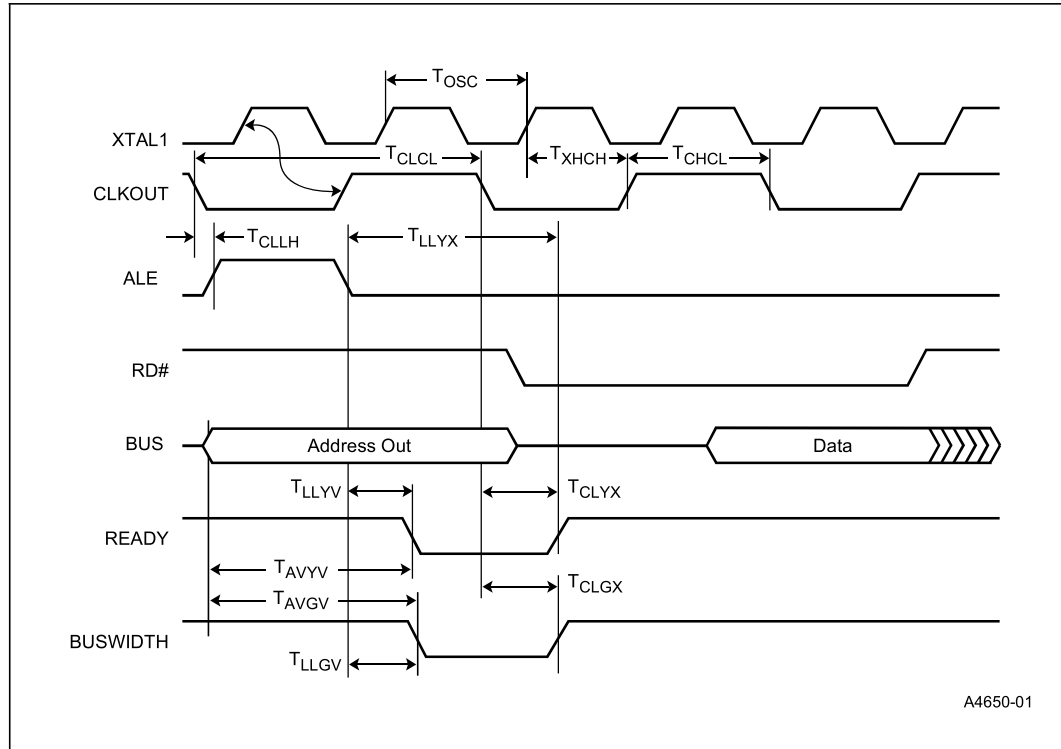 TOSC
XTAL1
TCLCL
TXHCH
TCHCL
CLKOUT
TCLLH
TLLYX
ALE
RD#
BUS
Address Out
Data
TLLYV
TCLYX
READY
TAVYV
TCLGX
TAVGV
BUSWIDTH
TLLGV
A4650-01